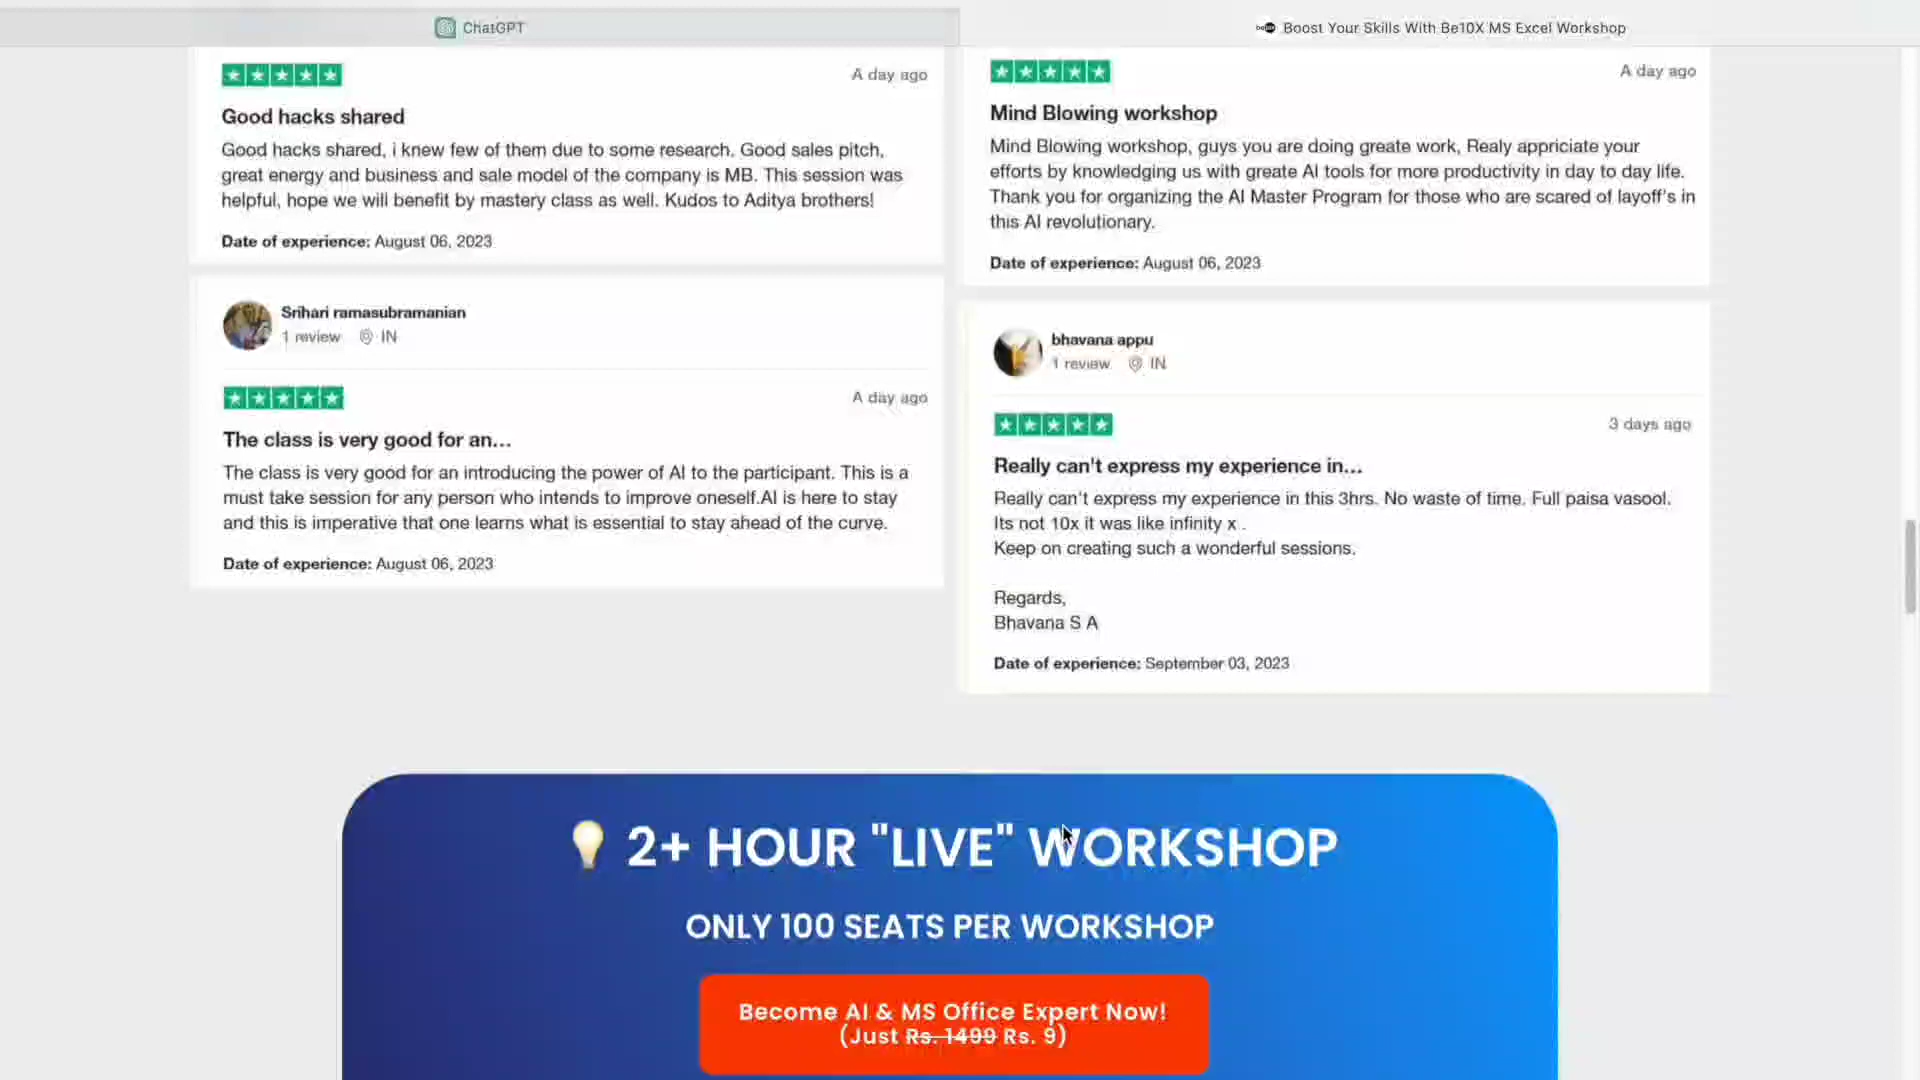 ChatGPT
Boost Your Skills With Be10X MS Excel Workshop
A day ago
Good hacks shared
Good hacks shared, i knew few of them due to some research. Good sales pitch,
great energy and business and sale model of the company is MB. This session was
helpful, hope we will benefit by mastery class as well. Kudos to Aditya brothers!
Date of experience: August 06, 2023
Srihari ramasubramanian
1 review IN
A day ago
The class is very good for an...
The class is very good for an introducing the power of AI to the participant. This is a
must take session for any person who intends to improve oneself.AI is here to stay
and this is imperative that one learns what is essential to stay ahead of the curve.
Date of experience: August 06, 2023
A day ago
Mind Blowing workshop
Mind Blowing workshop, guys you are doing greate work, Realy appriciate your
efforts by knowledging us with greate AI tools for more productivity in day to day life.
Thank you for organizing the AI Master Program for those who are scared of layoff's in
this AI revolutionary.
Date of experience: August 06, 2023
bhavana appu
1 review IN
3 days ago
Really can't express my experience in...
Really can't express my experience in this 3hrs. No waste of time. Full paisa vasool.
Its not 10x it was like infinity x .
Keep on creating such a wonderful sessions.
Regards,
Bhavana S A
Date of experience: September 03, 2023
2+ HOUR "LIVE" WORKSHOP
ONLY 100 SEATS PER WORKSHOP
Become AI & MS Office Expert Now!
(Just Rs. 1499 Rs. 9)